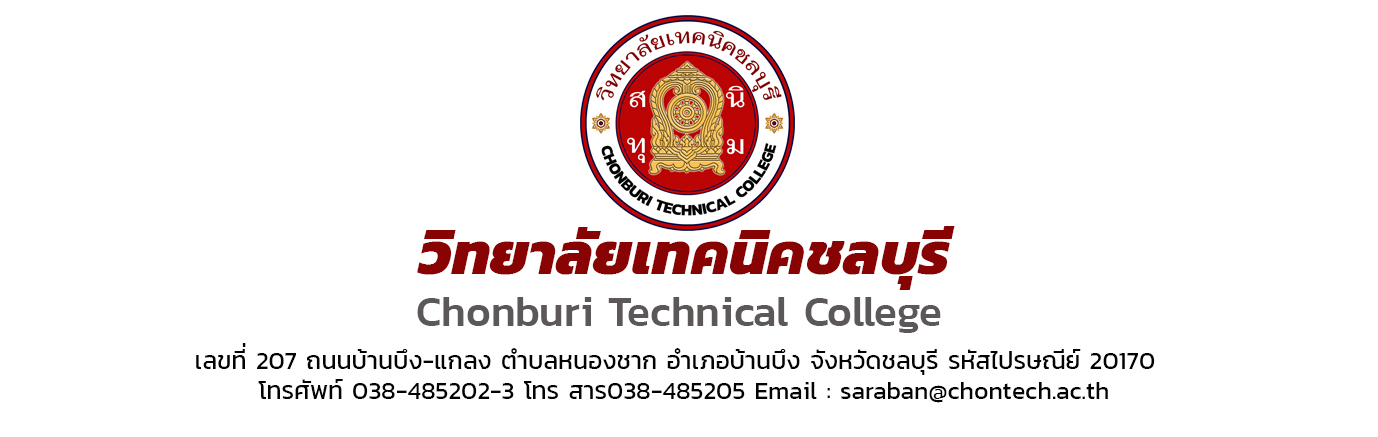 วิทยาลัยเทคนิคชลบุรี
ส นิ
ทุ ม
CHONBURI TECHNICAL COLLEGE
วิทยาลัยเทคนิคชลบุรี
Chonburi Technical College
เลขที่ 207 ถนนบ้านบึง-แกลง ตำบลหนองชาก อำเภอบ้านบึง จังหวัดชลบุรี รหัสไปรษณีย์ 20170
โทรศัพท์ 038-485202-3 โทร สาร038-485205 Email : saraban@chontech.ac.th